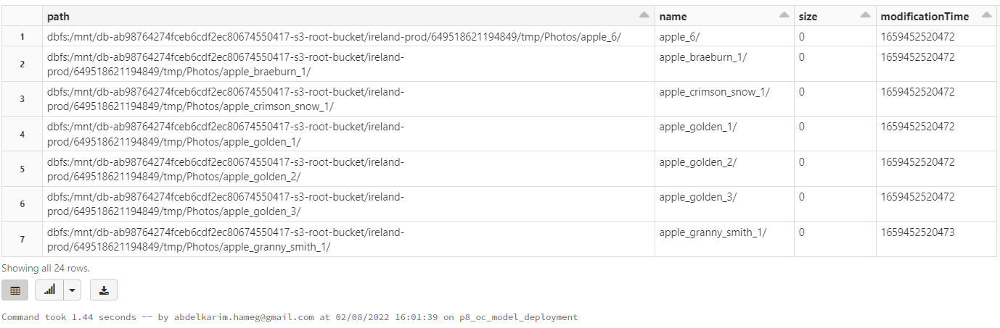 path name size modificationTime
1 dbfs:/mnt/db-ab98764274fceb6cdf2ec80674550417-s3-root-bucket/ireland-prod/649518621194849/tmp/Photos/apple_6/ apple_6/ 0 1659452520472
2 dbfs:/mnt/db-ab98764274fceb6cdf2ec80674550417-s3-root-bucket/ireland- apple_braeburn_1/ 0 1659452520472
prod/649518621194849/tmp/Photos/apple_braeburn_1/
3 dbfs:/mnt/db-ab98764274fceb6cdf2ec80674550417-s3-root-bucket/ireland- apple_crimson_snow_1/ 0 1659452520472
prod/649518621194849/tmp/Photos/apple_crimson_snow_1/
4 dbfs:/mnt/db-ab98764274fceb6cdf2ec80674550417-s3-root-bucket/ireland- apple_golden_1/ 0 1659452520472
prod/649518621194849/tmp/Photos/apple_golden_1/
5 dbfs:/mnt/db-ab98764274fceb6cdf2ec80674550417-s3-root-bucket/ireland- apple_golden_2/ 0 1659452520472
prod/649518621194849/tmp/Photos/apple_golden_2/
6 dbfs:/mnt/db-ab98764274fceb6cdf2ec80674550417-s3-root-bucket/ireland- apple_golden_3/ 0 1659452520472
prod/649518621194849/tmp/Photos/apple_golden_3/
7 dbfs:/mnt/db-ab98764274fceb6cdf2ec80674550417-s3-root-bucket/ireland- apple_granny_smith_1/ 0 1659452520473
prod/649518621194849/tmp/Photos/apple_granny_smith_1/
Showing all 24 rows.
Command took 1.44 seconds -- by abdelkarim.hameg@gmail.com at 02/08/2022 16:01:39 on p8_oc_model_deployment